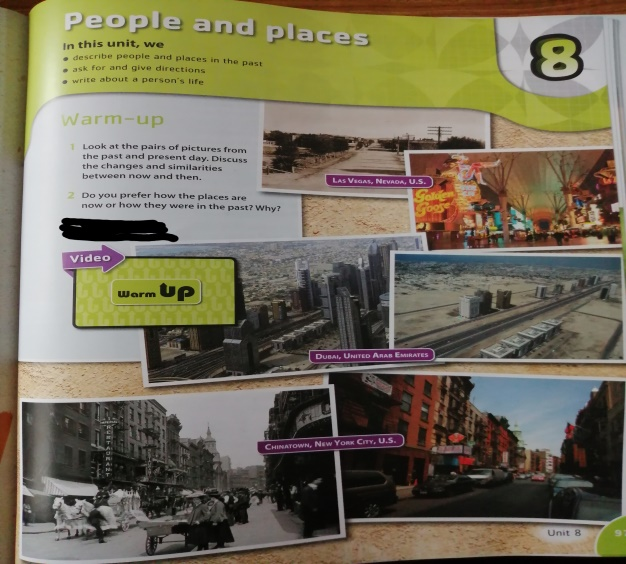 People and places
8
In this unit, we
• describe people and places in the past
• ask for and give directions
• write about a person's life
Warm-up
1 Look at the pairs of pictures from
the past and present day. Discuss
the changes and similarities
between now and then.
2 Do you prefer how the places are
now or how they were in the past? Why?
LAS VEGAS, NEVADA, U.S.
Golden
Goose
Video
Warm Up
DUBAI, UNITED ARAB EMIRATES
CHINATOWN, NEW YORK CITY, U.S.
RESTAURANT
Unit 8